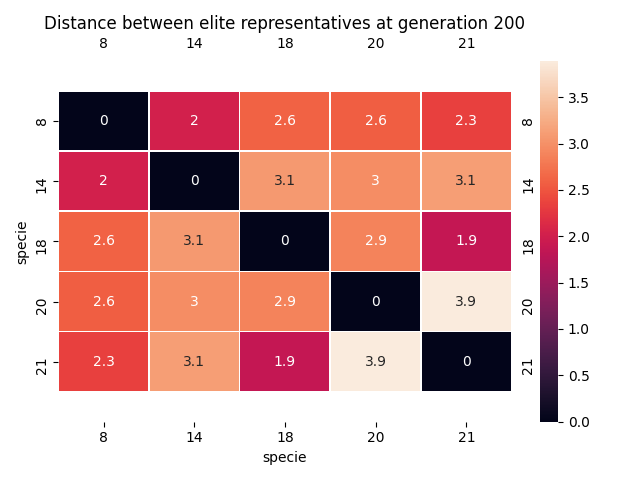 Distance between elite representatives at generation 200
8 14 18 20 21
8 0 2 2.6 2.6 2.3 8
14 2 0 3.1 3 3.1 14
18 2.6 3.1 0 2.9 1.9 18
20 2.6 3 2.9 0 3.9 20
21 2.3 3.1 1.9 3.9 0 21
8 14 18 20 21
specie
specie
3.5
3.0
2.5
2.0
1.5
1.0
0.5
0.0